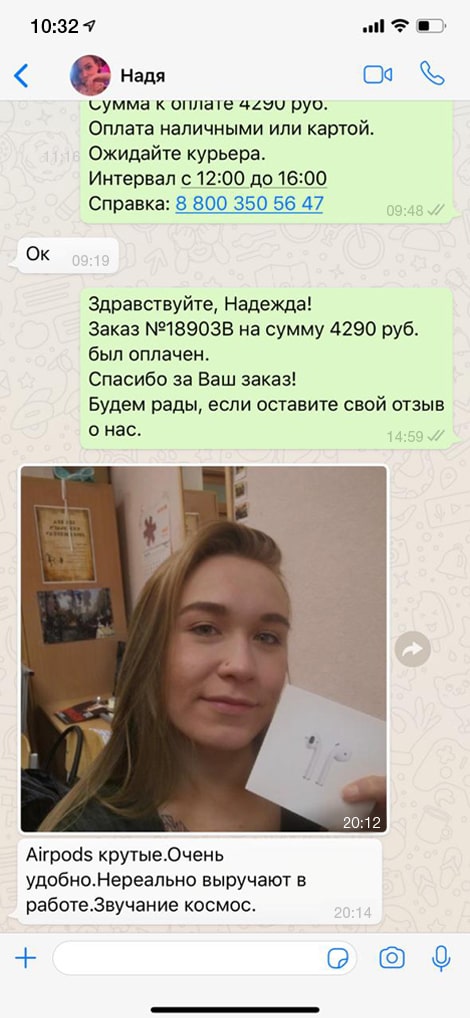 10:32
Надя
Сумма к оплате 4290 руб.
Оплата наличными или картой.
11:16
Ожидайте курьера.
Интервал с 12:00 до 16:00
Справка: 8 800 350 56 47
09:48
Ок
09:19
Здравствуйте, Надежда!
Заказ №18903В на сумму 4290 руб.
был оплачен.
Спасибо за Ваш заказ!
Будем рады, если оставите свой отзыв
о нас.
14:59
20:12
Airpods крутые.Очень
удобно.Нереально выручают в
работе.Звучание космос.
20:14